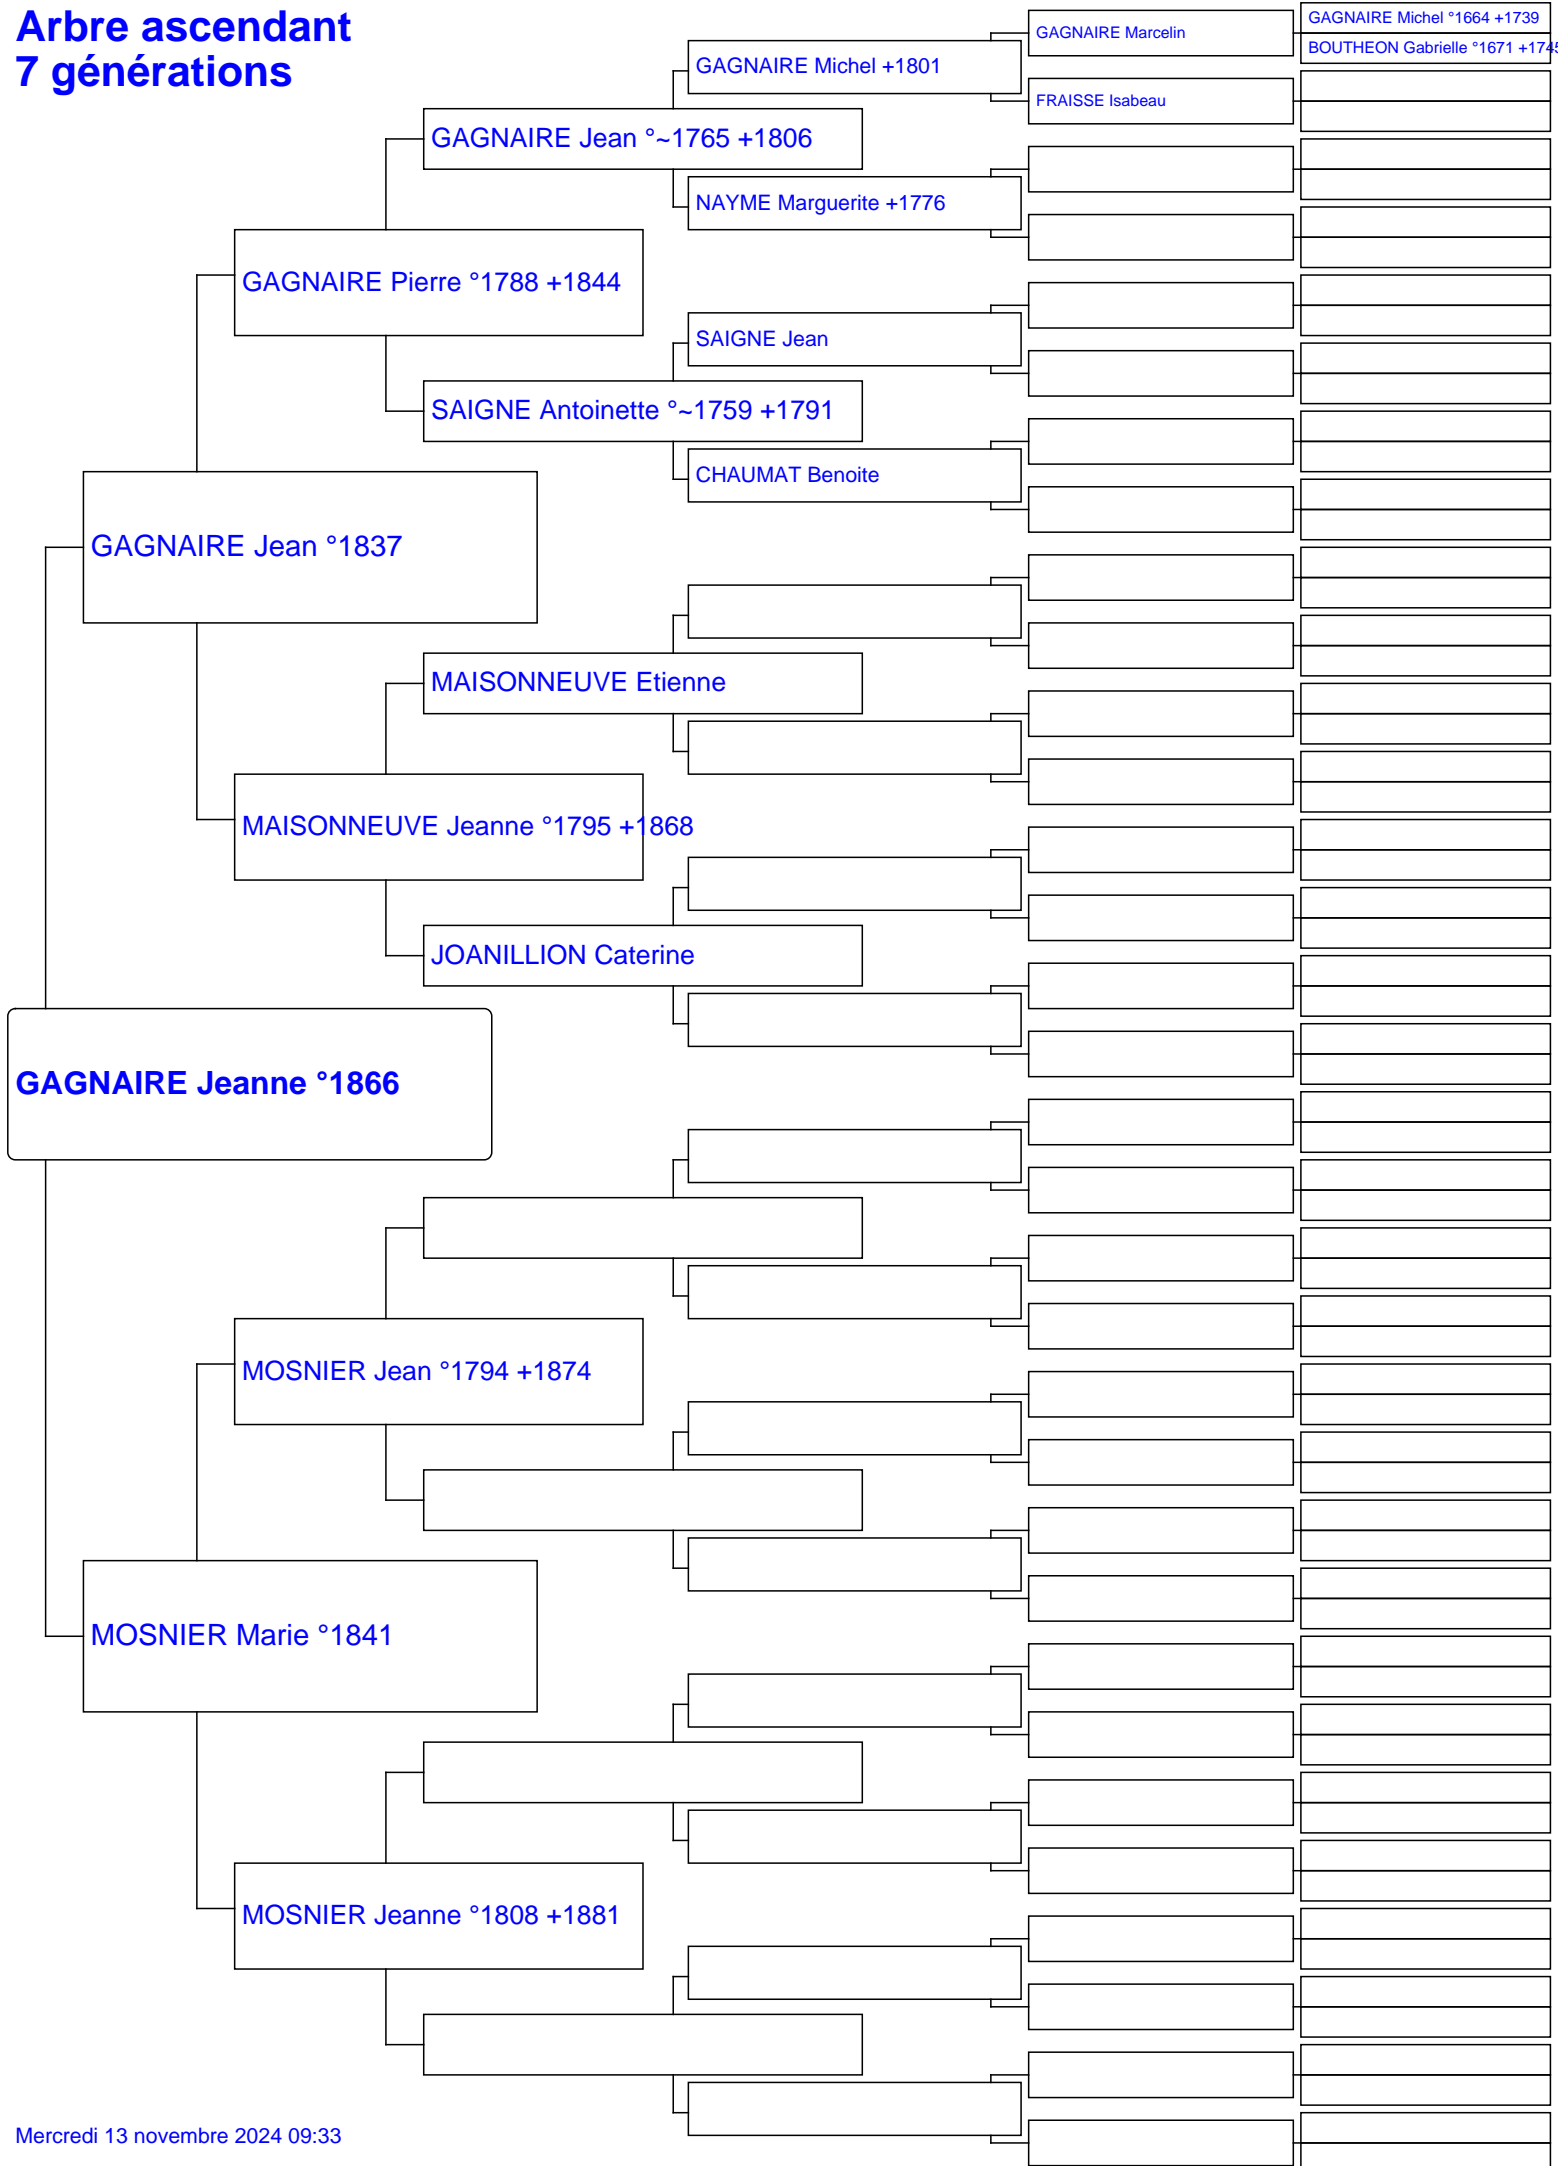 Arbre ascendant
7 générations
GAGNAIRE Michel °1664 +1739
GAGNAIRE Marcelin
BOUTHEON Gabrielle °1671 +1745
GAGNAIRE Michel +1801
FRAISSE Isabeau
GAGNAIRE Jean °~1765 +1806
NAYME Marguerite +1776
GAGNAIRE Pierre °1788 +1844
SAIGNE Jean
SAIGNE Antoinette °~1759 +1791
CHAUMAT Benoite
GAGNAIRE Jean °1837
MAISONNEUVE Etienne
MAISONNEUVE Jeanne °1795 +1868
JOANILLION Caterine
GAGNAIRE Jeanne °1866
MOSNIER Jean °1794 +1874
MOSNIER Marie °1841
MOSNIER Jeanne °1808 +1881
Mercredi 13 novembre 2024 09:33